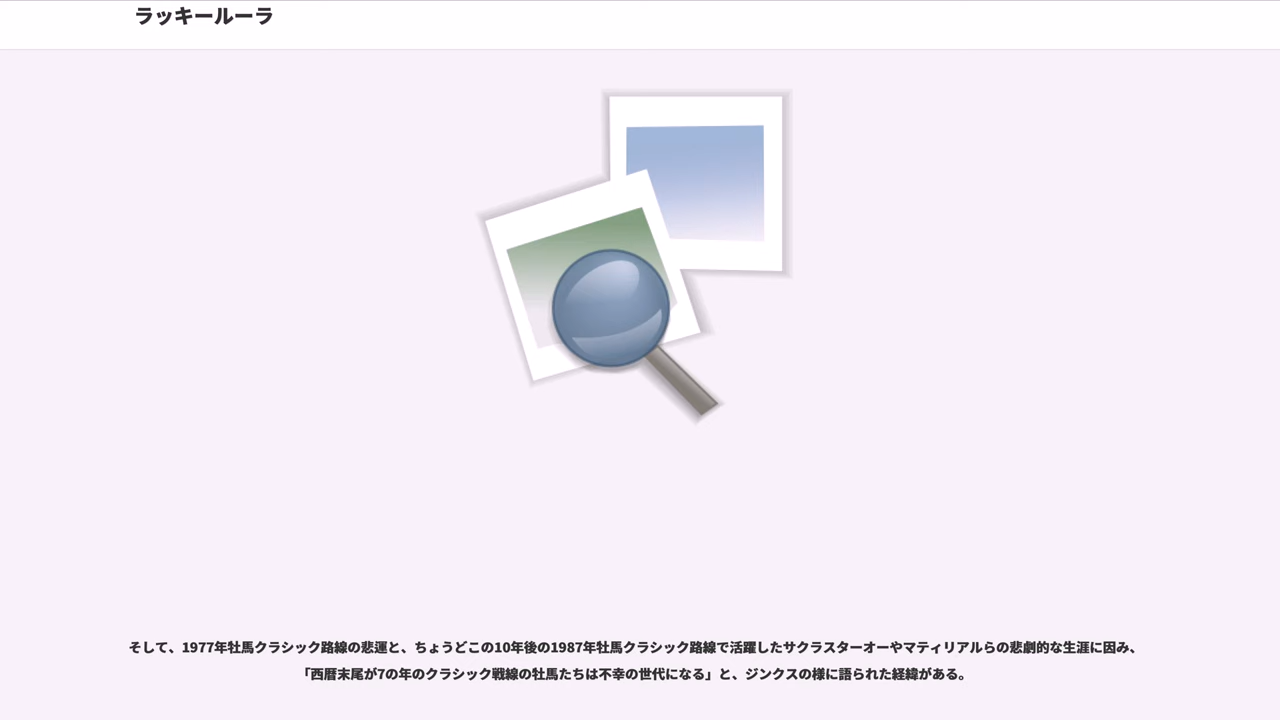 ラッキールーラ
そして、1977年牡馬クラシック路線の悲運と、ちょうどこの10年後の1987年牡馬クラシック路線で活躍したサクラスターオーやマティリアルらの悲劇的な生涯に因み、
「西暦末尾が7の年のクラシック戦線の牡馬たちは不幸の世代になる」と、ジンクスの様に語られた経緯がある。